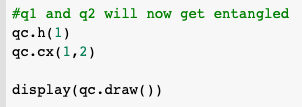 #q1 and q2 will now get entangled
qc.h(1)
qc.cx(1,2)
display(qc.draw())